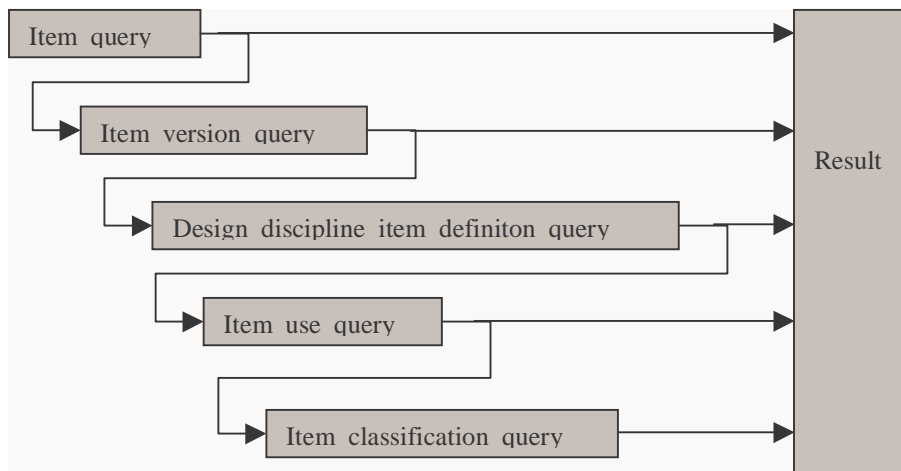 Item query
Item version query
Result
Design discipline item definiton query
Item use query
Item classification query